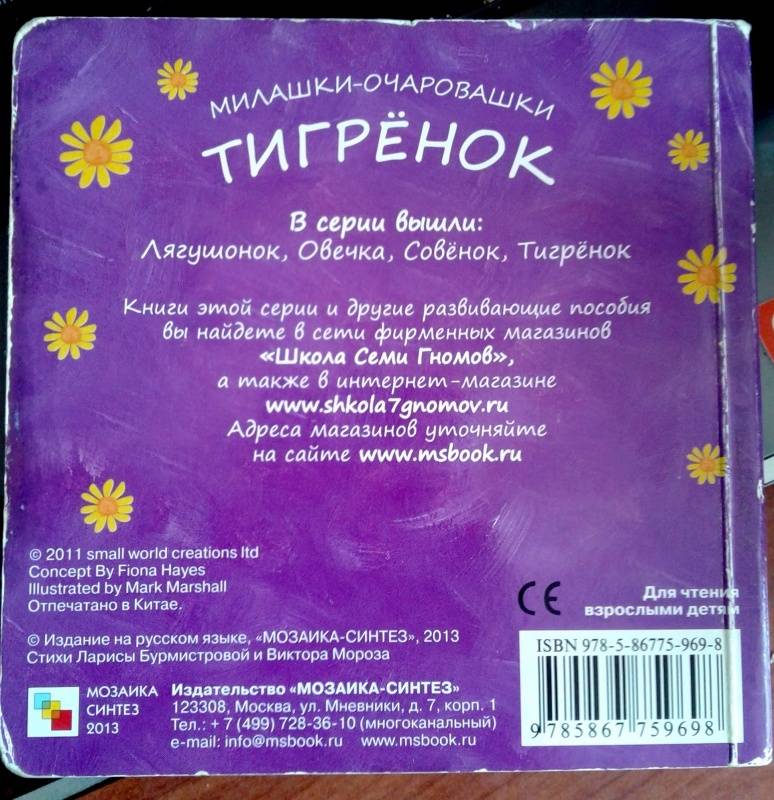 МИЛАШКИ-ОЧАРОВАШКИ
ТИГРЁНОК
В серии вышли:
Лягушонок, Овечка, Совёнок, Тигрёнок
Книги этой серии и другие развивающие пособия
вы найдете в сети фирменных магазинов
«Школа Семи Гномов»,
а также в интернет-магазине
www.shkola7gnomov.ru
Адреса магазинов уточняйте
на сайте www.msbook.ru
© 2011 small world creations ltd
Concept By Fiona Hayes
Illustrated by Mark Marshall
Отпечатано в Китае.
CE
Для чтения
взрослыми детям
© Издание на русском языке, «МОЗАИКА-СИНТЕЗ», 2013
Стихи Ларисы Бурмистровой и Виктора Мороза
МОЗАИКА
СИНТЕЗ
2013
Издательство «МОЗАИКА-СИНТЕЗ»
123308, Москва, ул. Мневники, д. 7, корп. 1
Тел.: + 7 (499) 728-36-10 (многоканальный)
e-mail: info@msbook.ru www.msbook.ru
ISBN 978-5-86775-969-8
9 785867 759698